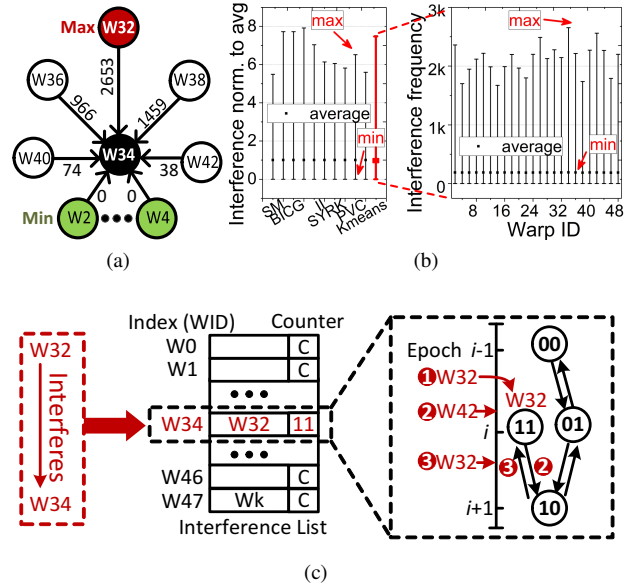 (a)
Max
W32
W36
W38
2653
966
1459
W34
W40
W42
74
38
0
0
Min
W2
W4
Interference norm. to avg
8
6
4
2
0
max
average
min
SM
BICG
JL
SYRK
PVC
Kmeans
Interference frequency
3k
2k
1k
0
max
average
min
8 16 24 32 40 48
Warp ID
(a)
(b)
W32
Interferes
W34
Index (WID)
Counter
W0
C
W1
C
W34
W32
11
W46
C
W47
Wk
C
Interference List
Epoch
i-1
i
i+1
1 W32
W32
2 W42
3 W32
00
11
01
3
2
10
(c)